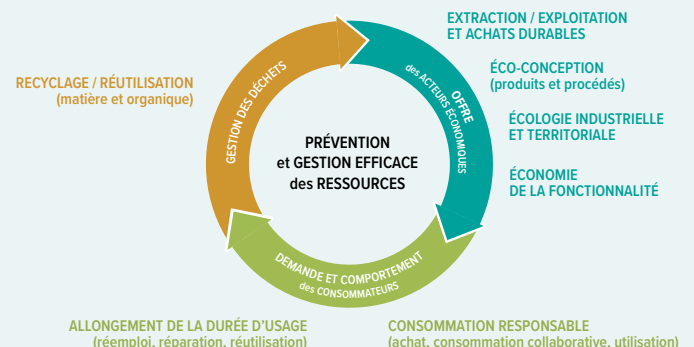 EXTRACTION / EXPLOITATION
ET ACHATS DURABLES
ÉCO-CONCEPTION
(produits et procédés)
ÉCOLOGIE INDUSTRIELLE
ET TERRITORIALE
ÉCONOMIE
DE LA FONCTIONNALITÉ
RECYCLAGE / RÉUTILISATION
(matière et organique)
GESTION DES DÉCHETS
OFFRE
des ACTEURS ÉCONOMIQUES
PRÉVENTION
et GESTION EFFICACE
des RESSOURCES
DEMANDE ET COMPORTEMENT
des CONSOMMATEURS
ALLONGEMENT DE LA DURÉE D'USAGE
(réemploi, réparation, réutilisation)
CONSOMMATION RESPONSABLE
(achat, consommation collaborative, utilisation)